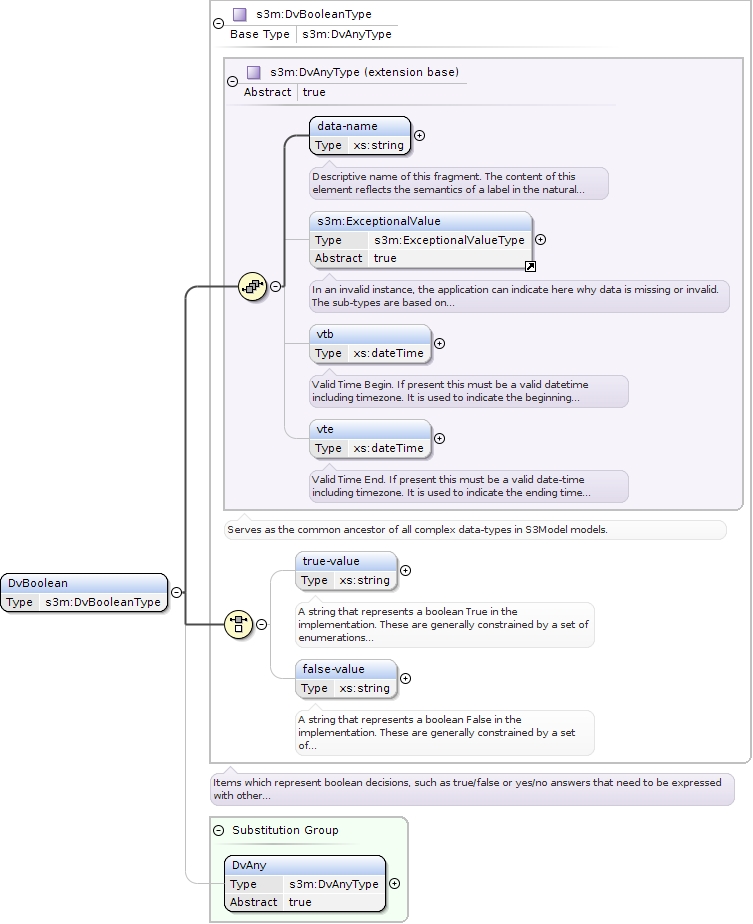 s3m:DvBooleanType
Base Type s3m:DvAnyType
s3m:DvAnyType (extension base)
Abstract true
data-name
Type xs:string
Descriptive name of this fragment. The content of this
element reflects the semantics of a label in the natural...
s3m:ExceptionalValue
Type s3m:ExceptionalValueType
Abstract true
In an invalid instance, the application can indicate here why data is missing or invalid.
The sub-types are based on...
vtb
Type xs:dateTime
Valid Time Begin. If present this must be a valid datetime
including timezone. It is used to indicate the beginning...
vte
Type xs:dateTime
Valid Time End. If present this must be a valid date-time
including timezone. It is used to indicate the ending time...
Serves as the common ancestor of all complex data-types in S3Model models.
DvBoolean
Type s3m:DvBooleanType
true-value
Type xs:string
A string that represents a boolean True in the
implementation. These are generally constrained by a set of
enumerations...
false-value
Type xs:string
A string that represents a boolean False in the
implementation. These are generally constrained by a set
of...
Items which represent boolean decisions, such as true/false or yes/no answers that need to be expressed
with other...
Substitution Group
DvAny
Type s3m:DvAnyType
Abstract true